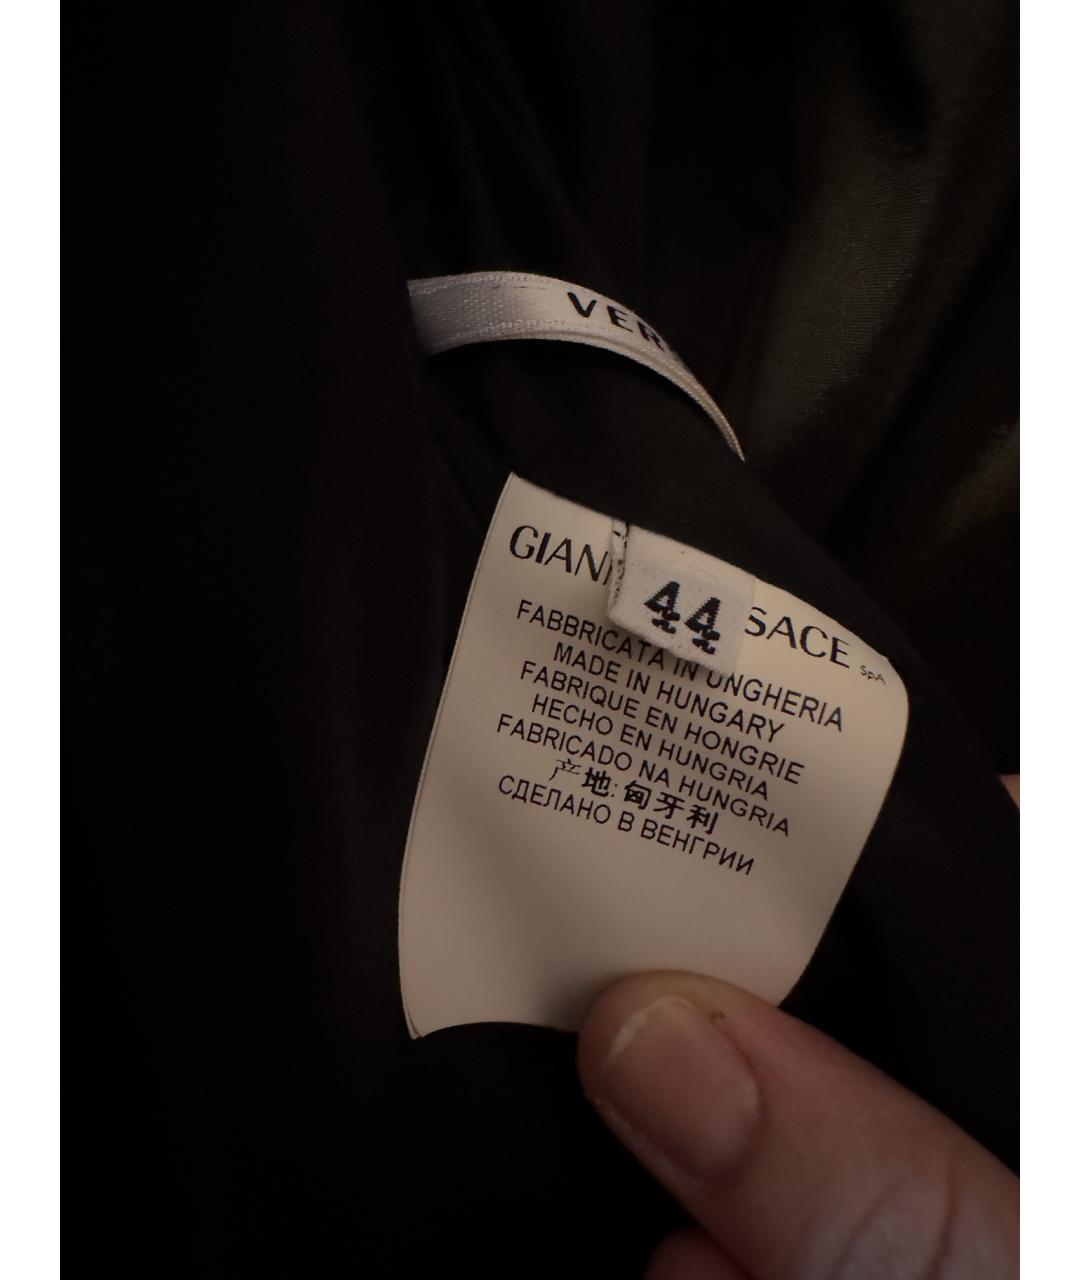 VER
GIAN SACE SpA
44
FABBRICATA IN UNGHERIA
MADE IN HUNGARY
FABRIQUE EN HONGRIE
HECHO EN HUNGRIA
FABRICADO NA HUNGRIA
产地: 匈牙利
СДЕЛАНО В ВЕНГРИИ